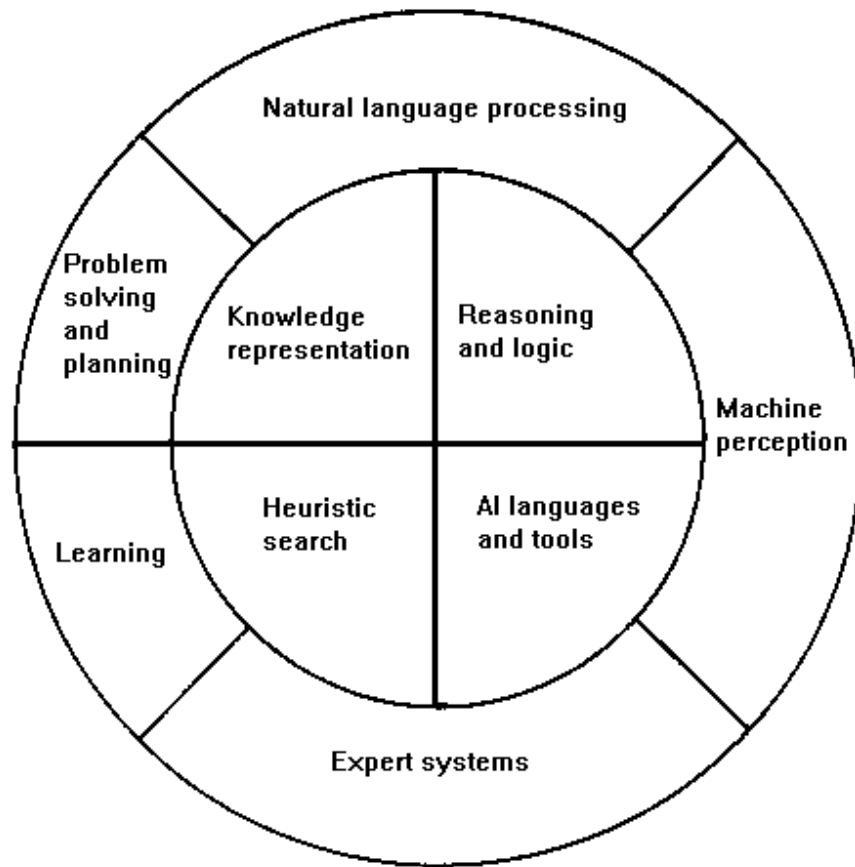 Natural language processing
Problem
solving
and
planning
Knowledge
representation
Reasoning
and logic
Machine
perception
Heuristic
search
AI languages
and tools
Learning
Expert systems